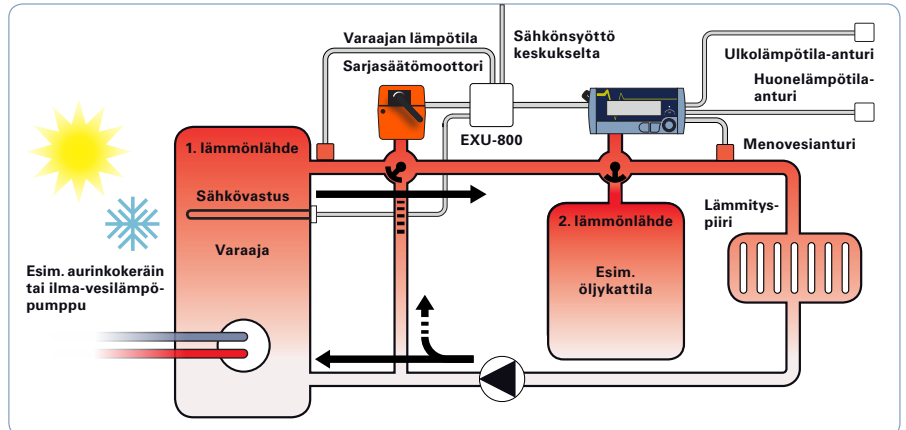 Varaajan lämpötila
Sarjasäätömoottori
Sähkönsyöttö
keskukselta
Ulkolämpötila-anturi
Huonelämpötila-
anturi
EXU-800
Menovesianturi
1. lämmönlähde
Sähkövastus
Varaaja
Lämmitys-
piiri
2. lämmönlähde
Esim.
öljykattila
Esim. aurinkokeräin
tai ilma-vesilämpö-
pumppu